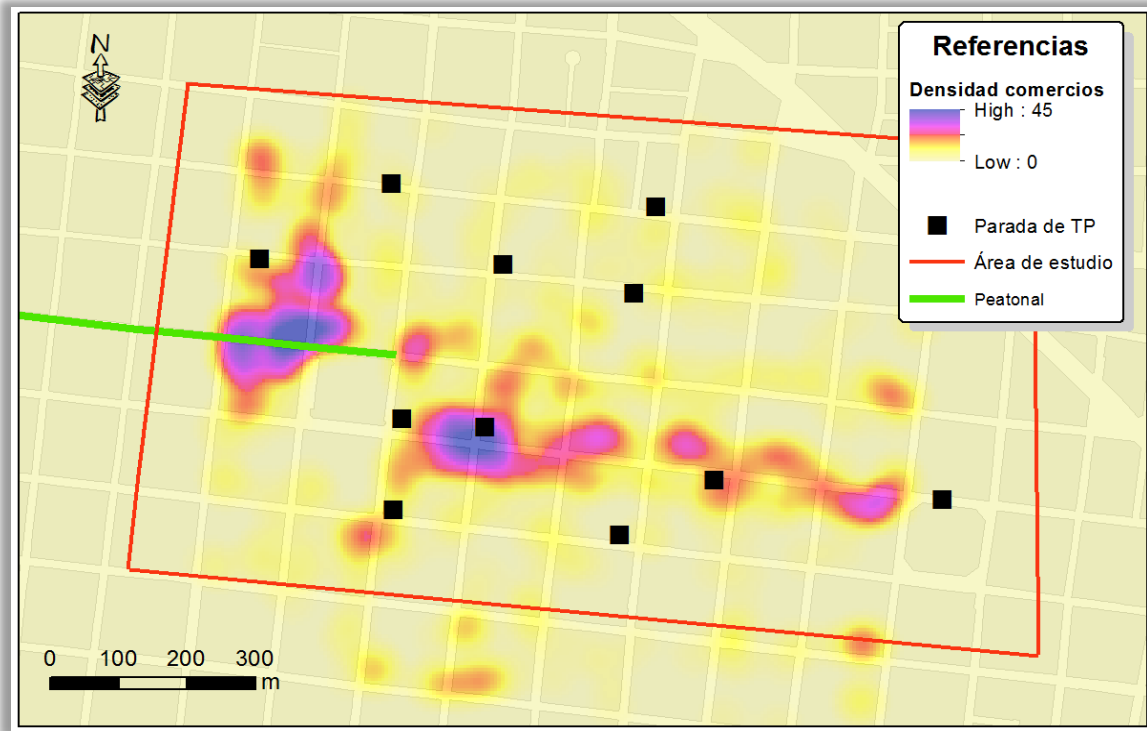 N
Referencias
Densidad comercios
High : 45
Low : 0
Parada de TP
Área de estudio
Peatonal
0 100 200 300
m